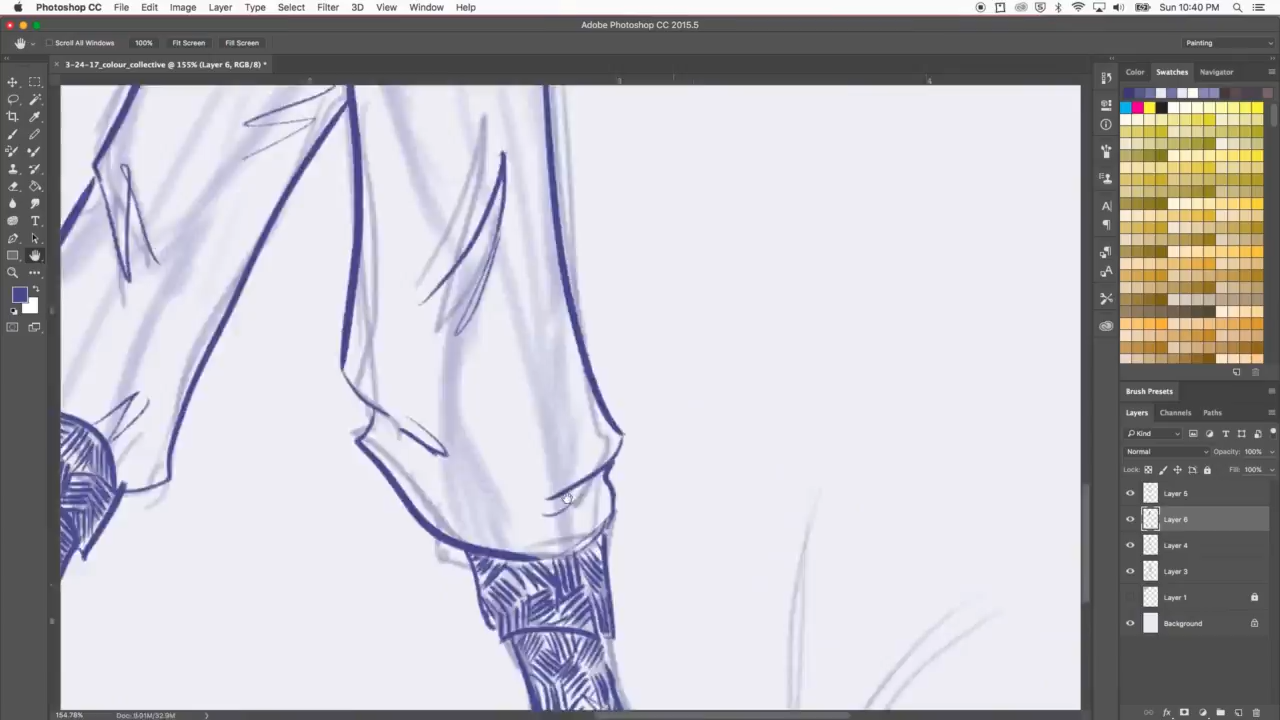 Photoshop CC File Edit Image Layer Type Select Filter 3D View Window Help Sun 10:40 PM
Adobe Photoshop CC 2015.5
Scroll All Windows 100% Fit Screen Fill Screen Painting
3-24-17_colour_collective @ 155% (Layer 6, RGB/8) *
Color Swatches Navigator
2 3 4
Brush Presets
Layers Channels Paths
Kind
Normal Opacity: 100%
Lock: Fill: 100%
Layer 5
Layer 6
Layer 4
Layer 3
Layer 1
Background
154.78%